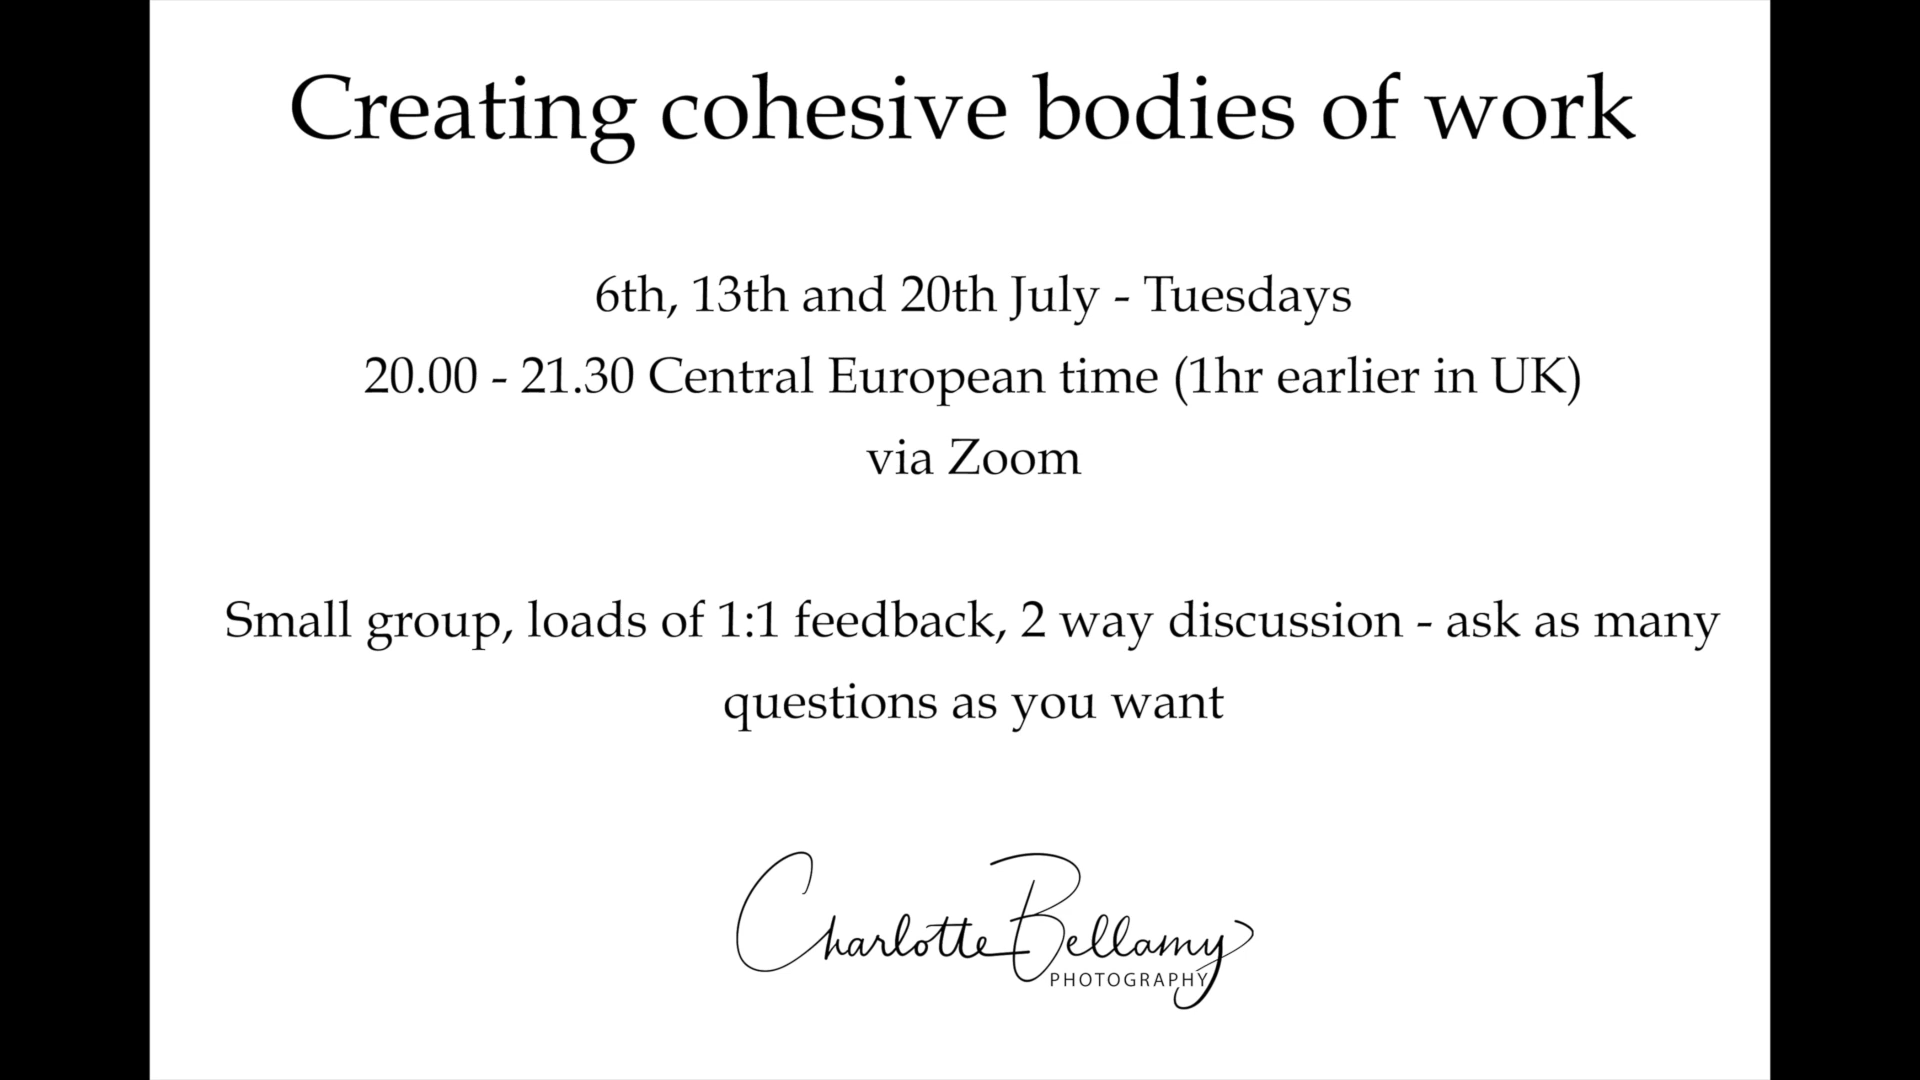 Creating cohesive bodies of work
6th, 13th and 20th July - Tuesdays
20.00 - 21.30 Central European time (1hr earlier in UK)
via Zoom
Small group, loads of 1:1 feedback, 2 way discussion - ask as many
questions as you want
Charlotte Bellamy
PHOTOGRAPHY